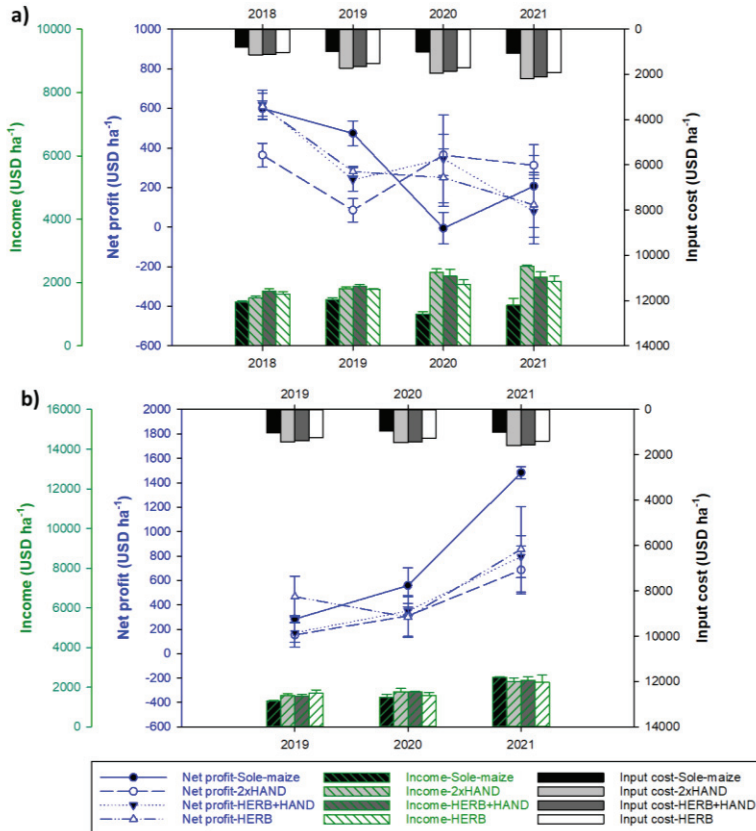 a)
2018 2019 2020 2021
10000 1000 0
800
8000 2000
600
400 4000
6000 6000
200
0 8000
4000
-200 10000
2000 -400 12000
0 -600 14000
Income (USD ha⁻¹)
Net profit (USD ha⁻¹)
Input cost (USD ha⁻¹)
2018 2019 2020 2021
b)
2019 2020 2021
16000 2000 0
1800
14000 1600 2000
1400
12000 1200 4000
10000 1000
800 6000
8000 600
6000 400 8000
200
4000 0 10000
-200
2000 -400 12000
0 -600 14000
Income (USD ha⁻¹)
Net profit (USD ha⁻¹)
Input cost (USD ha⁻¹)
2019 2020 2021
Net profit-Sole-maize Income-Sole-maize Input cost-Sole-maize
Net profit-2xHAND Income-2xHAND Input cost-2xHAND
Net profit-HERB+HAND Income-HERB+HAND Input cost-HERB+HAND
Net profit-HERB Income-HERB Input cost-HERB